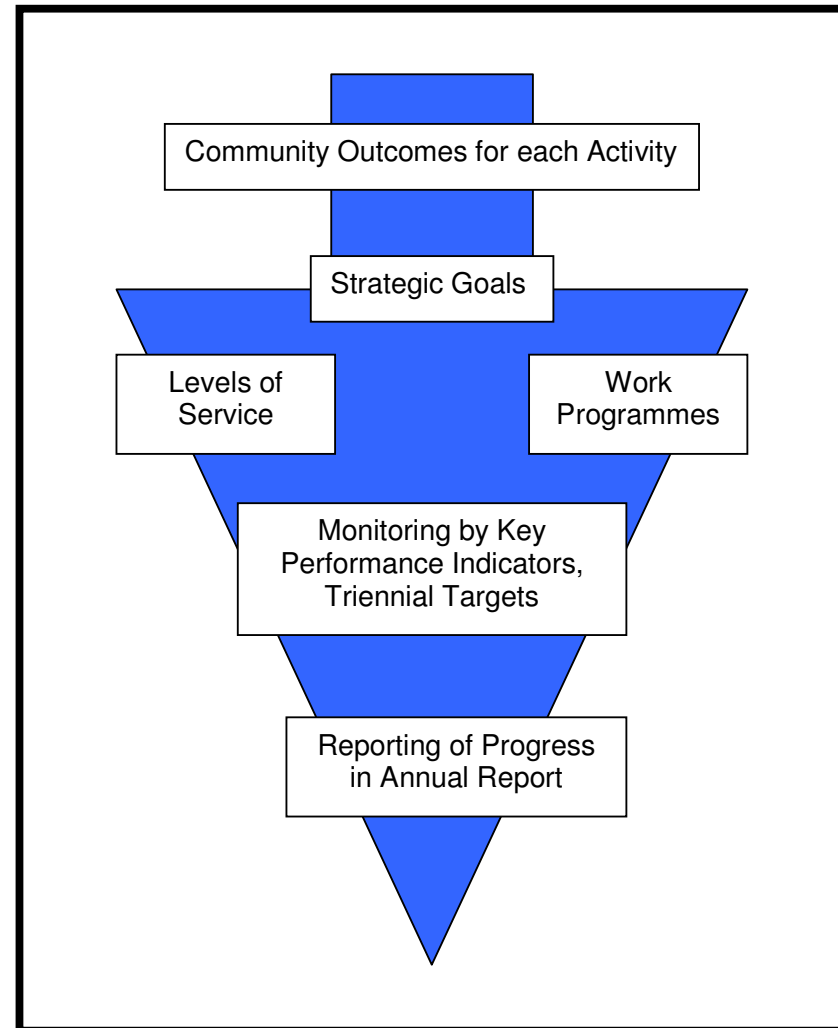 Community Outcomes for each Activity
Strategic Goals
Levels of
Service
Work
Programmes
Monitoring by Key
Performance Indicators,
Triennial Targets
Reporting of Progress
in Annual Report